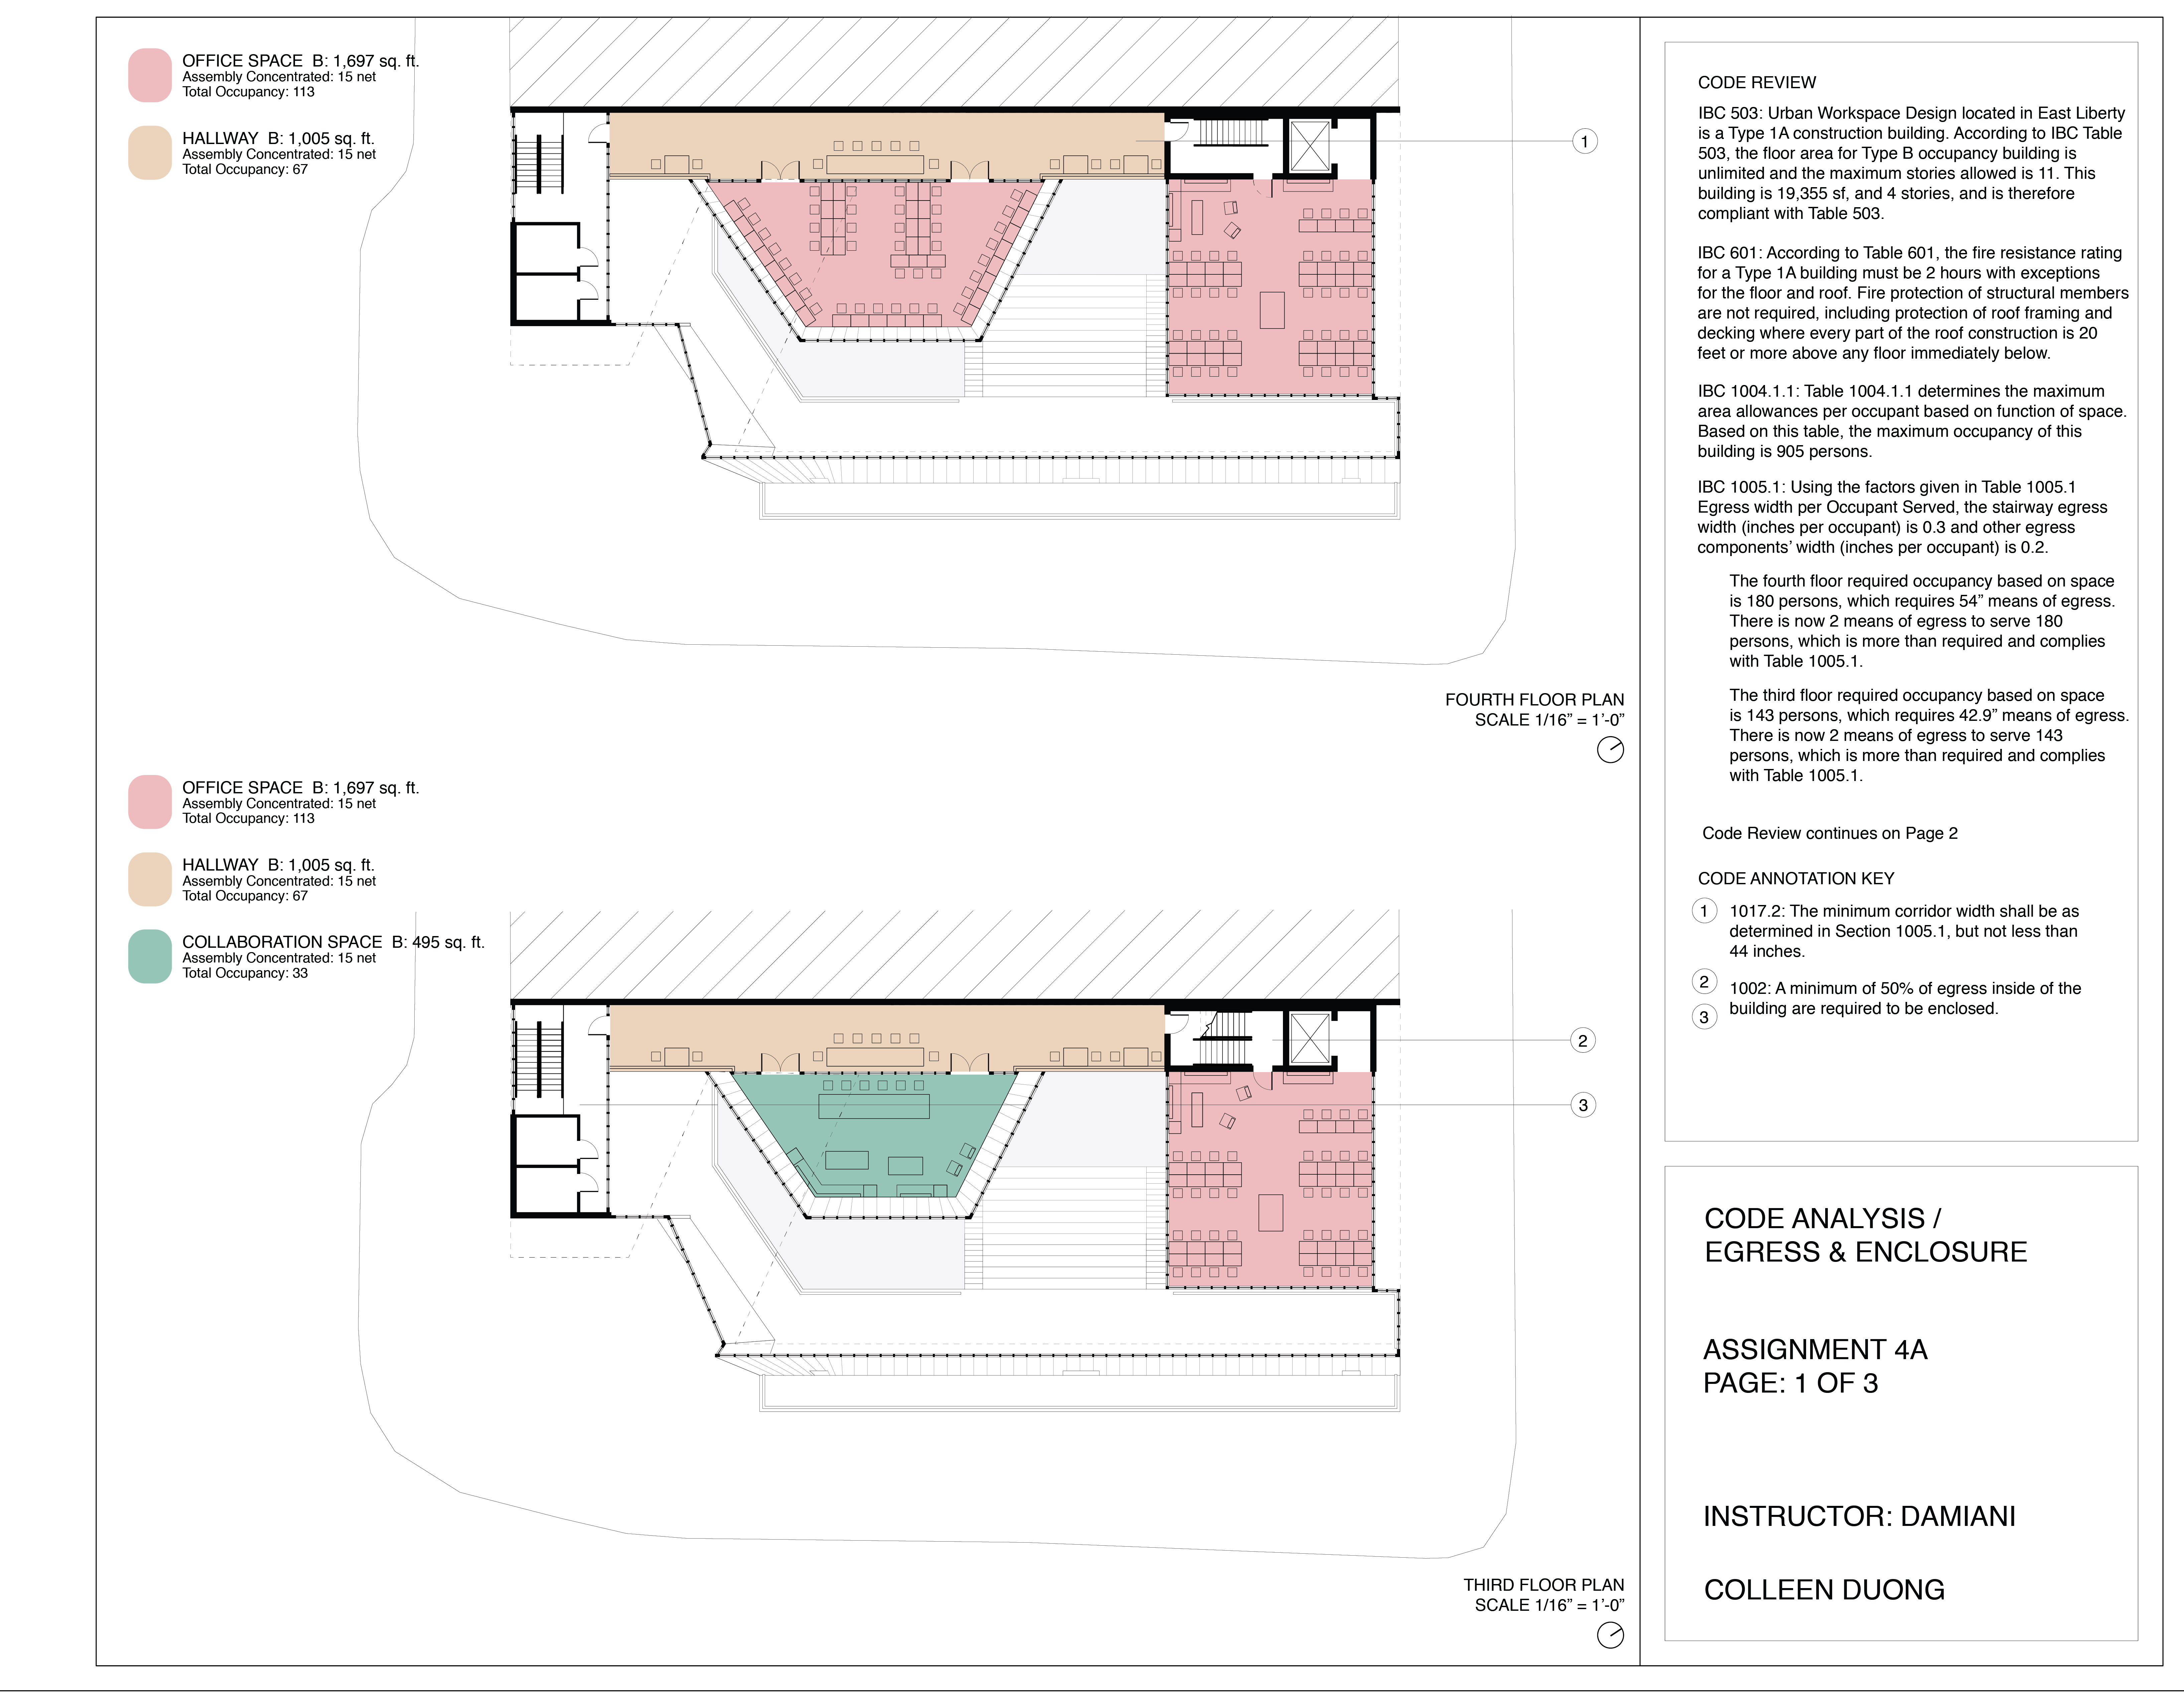 OFFICE SPACE  B: 1,697 sq. ft.
Assembly Concentrated: 15 net
Total Occupancy: 113
HALLWAY  B: 1,005 sq. ft.
Assembly Concentrated: 15 net
Total Occupancy: 67
1
FOURTH FLOOR PLAN
SCALE 1/16” = 1’-0”
OFFICE SPACE  B: 1,697 sq. ft.
Assembly Concentrated: 15 net
Total Occupancy: 113
HALLWAY  B: 1,005 sq. ft.
Assembly Concentrated: 15 net
Total Occupancy: 67
COLLABORATION SPACE  B: 495 sq. ft.
Assembly Concentrated: 15 net
Total Occupancy: 33
2
3
THIRD FLOOR PLAN
SCALE 1/16” = 1’-0”
CODE REVIEW
IBC 503: Urban Workspace Design located in East Liberty
is a Type 1A construction building. According to IBC Table
503, the floor area for Type B occupancy building is
unlimited and the maximum stories allowed is 11. This
building is 19,355 sf, and 4 stories, and is therefore
compliant with Table 503.
IBC 601: According to Table 601, the fire resistance rating
for a Type 1A building must be 2 hours with exceptions
for the floor and roof. Fire protection of structural members
are not required, including protection of roof framing and
decking where every part of the roof construction is 20
feet or more above any floor immediately below.
IBC 1004.1.1: Table 1004.1.1 determines the maximum
area allowances per occupant based on function of space.
Based on this table, the maximum occupancy of this
building is 905 persons.
IBC 1005.1: Using the factors given in Table 1005.1
Egress width per Occupant Served, the stairway egress
width (inches per occupant) is 0.3 and other egress
components’ width (inches per occupant) is 0.2.
The fourth floor required occupancy based on space
is 180 persons, which requires 54” means of egress.
There is now 2 means of egress to serve 180
persons, which is more than required and complies
with Table 1005.1.
The third floor required occupancy based on space
is 143 persons, which requires 42.9” means of egress.
There is now 2 means of egress to serve 143
persons, which is more than required and complies
with Table 1005.1.
Code Review continues on Page 2
CODE ANNOTATION KEY
1
1017.2: The minimum corridor width shall be as
determined in Section 1005.1, but not less than
44 inches.
2
3
1002: A minimum of 50% of egress inside of the
building are required to be enclosed.
CODE ANALYSIS /
EGRESS & ENCLOSURE
ASSIGNMENT 4A
PAGE: 1 OF 3
INSTRUCTOR: DAMIANI
COLLEEN DUONG